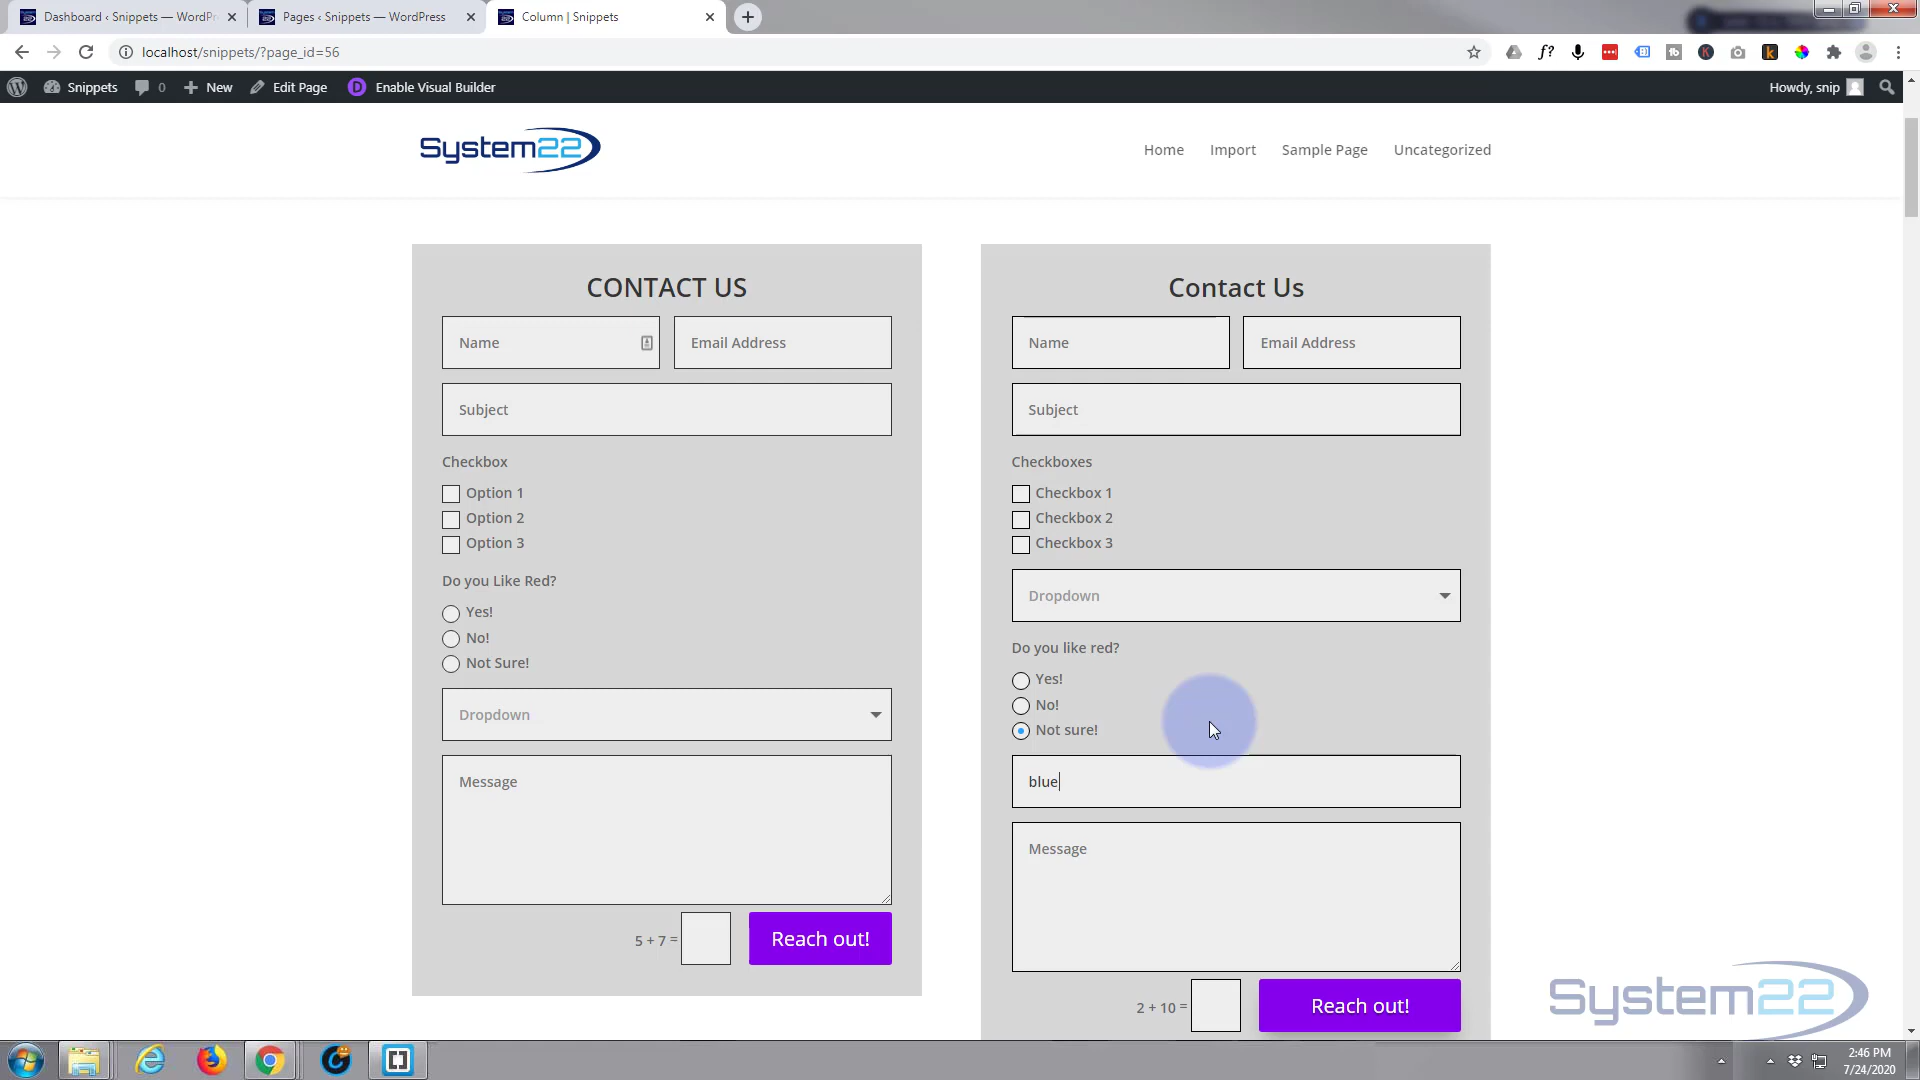 Dashboard ‹ Snippets — WordPr
Pages ‹ Snippets — WordPress
Column | Snippets
localhost/snippets/?page_id=56
Snippets
0
New
Edit Page
Enable Visual Builder
Howdy, snip
System22
Home
Import
Sample Page
Uncategorized
CONTACT US
Name
Email Address
Subject
Checkbox
Option 1
Option 2
Option 3
Do you Like Red?
Yes!
No!
Not Sure!
Dropdown
Message
5 + 7 =
Reach out!
Contact Us
Name
Email Address
Subject
Checkboxes
Checkbox 1
Checkbox 2
Checkbox 3
Dropdown
Do you like red?
Yes!
No!
Not sure!
blue
Message
2 + 10 =
Reach out!
System22
2:46 PM
7/24/2020